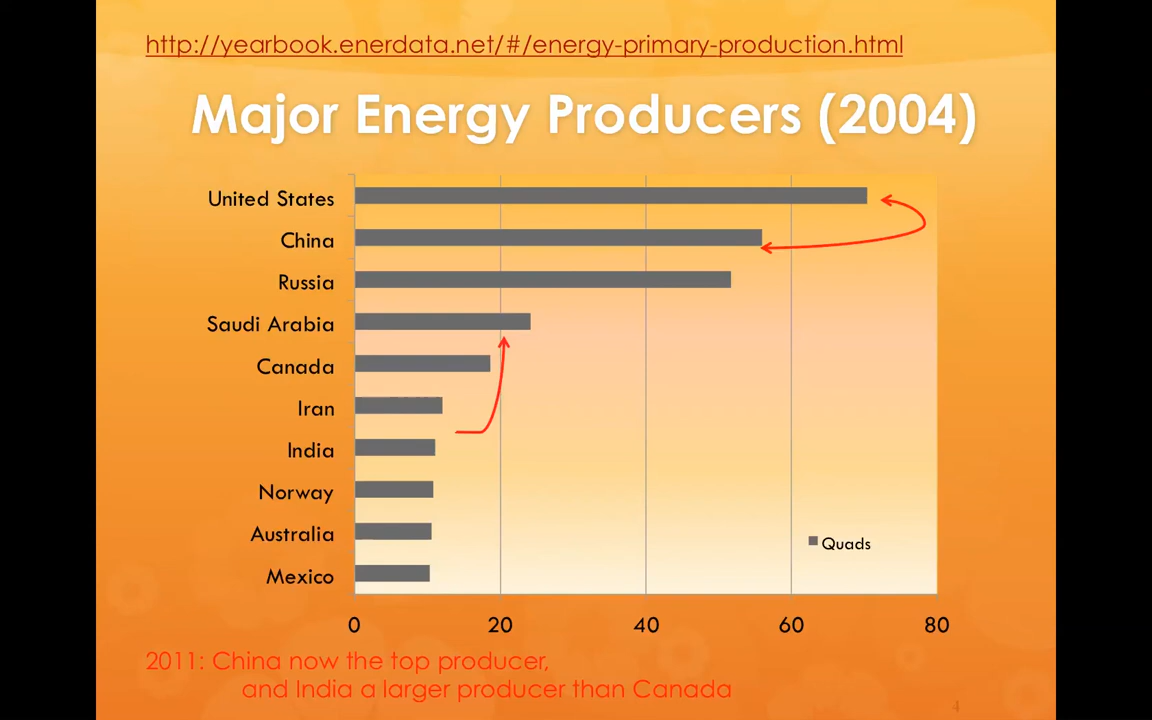 http://yearbook.enerdata.net/#/energy-primary-production.html
Major Energy Producers (2004)
United States
China
Russia
Saudi Arabia
Canada
Iran
India
Norway
Australia
Mexico
Quads
0 20 40 60 80
2011: China now the top producer,
and India a larger producer than Canada
4